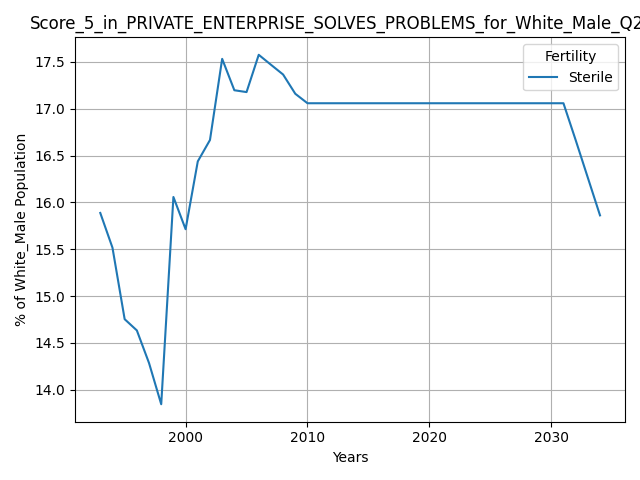 Score_5_in_PRIVATE_ENTERPRISE_SOLVES_PROBLEMS_for_White_Male_Q2
Fertility
Sterile
% of White_Male Population
17.5
17.0
16.5
16.0
15.5
15.0
14.5
14.0
2000
2010
2020
2030
Years